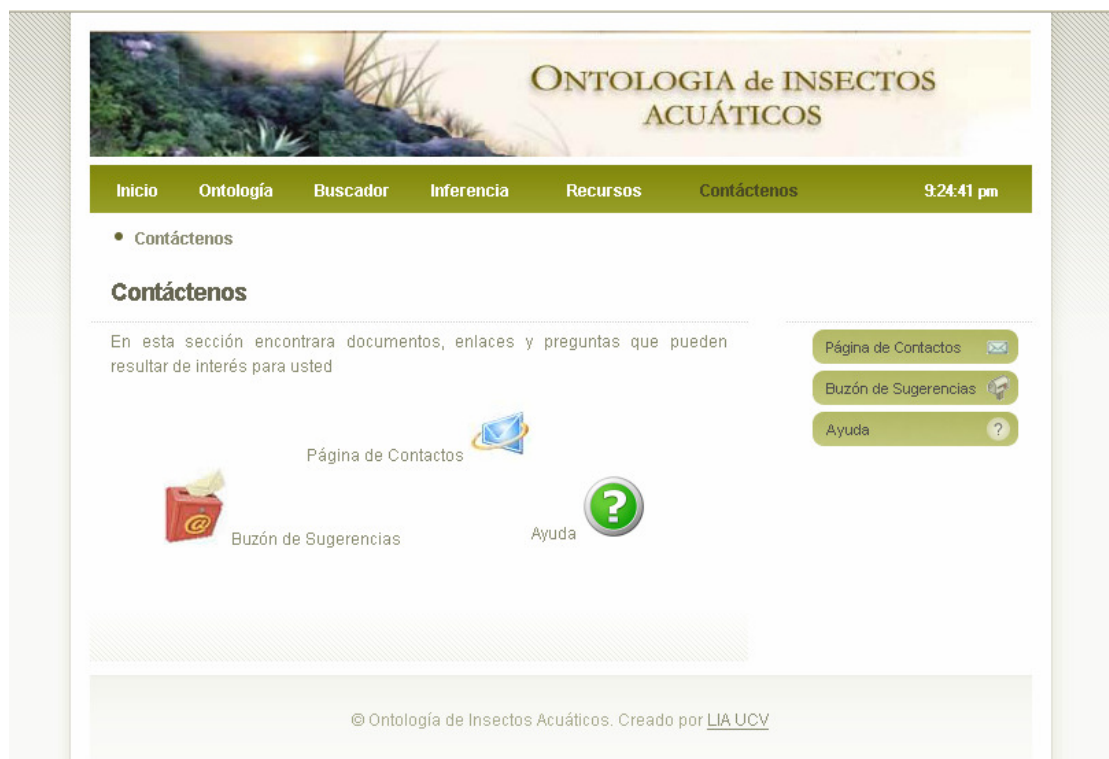 ONTOLOGIA de INSECTOS
ACUÁTICOS
Inicio Ontología Buscador Inferencia Recursos Contáctenos 9:24:41 pm
Contáctenos
Contáctenos
En esta sección encontrara documentos, enlaces y preguntas que pueden
resultar de interés para usted
Página de Contactos
Buzón de Sugerencias
Ayuda
Página de Contactos
Buzón de Sugerencias
Ayuda
© Ontología de Insectos Acuáticos. Creado por LIA UCV